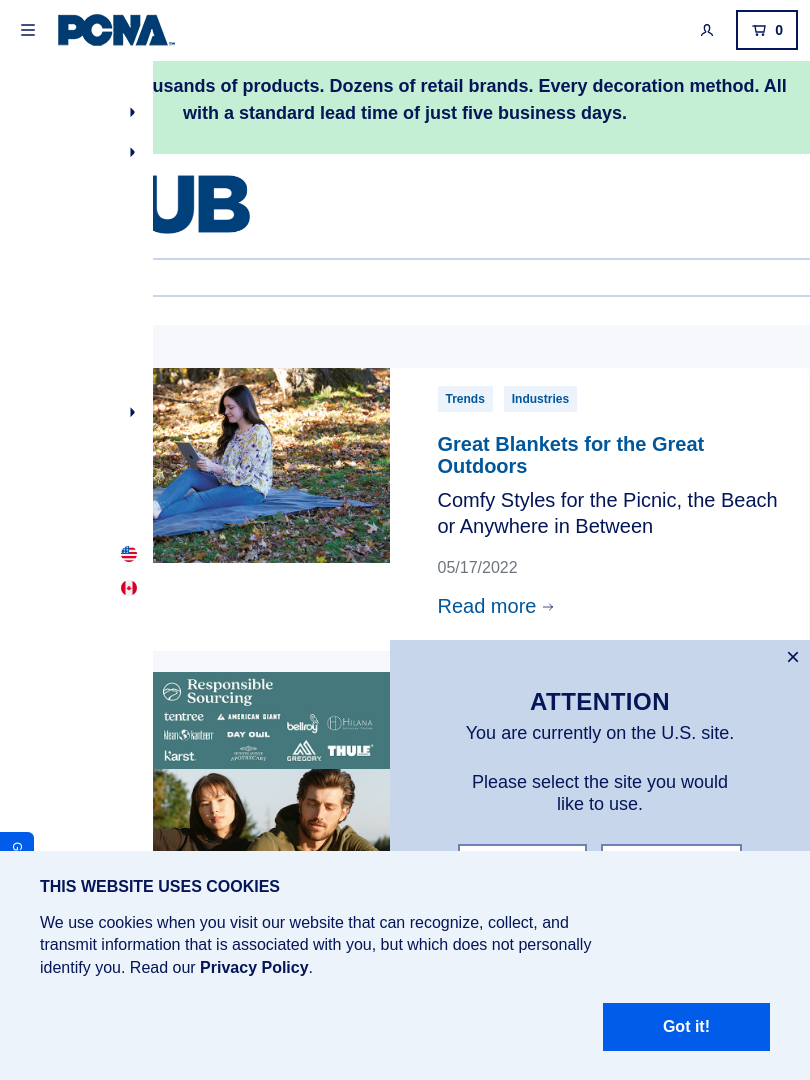 PCNA
0
usands of products. Dozens of retail brands. Every decoration method. All
with a standard lead time of just five business days.
UB
Trends
Industries
Great Blankets for the Great
Outdoors
Comfy Styles for the Picnic, the Beach
or Anywhere in Between
05/17/2022
Read more
Responsible
Sourcing
tentree
AMERICAN GIANT
bellroy
HILANA
klean kanteen
DAY OWL
Karst
APOTHECARY
GREGORY
THULE
ATTENTION
You are currently on the U.S. site.
Please select the site you would
like to use.
G
THIS WEBSITE USES COOKIES
We use cookies when you visit our website that can recognize, collect, and
transmit information that is associated with you, but which does not personally
identify you. Read our Privacy Policy.
Got it!